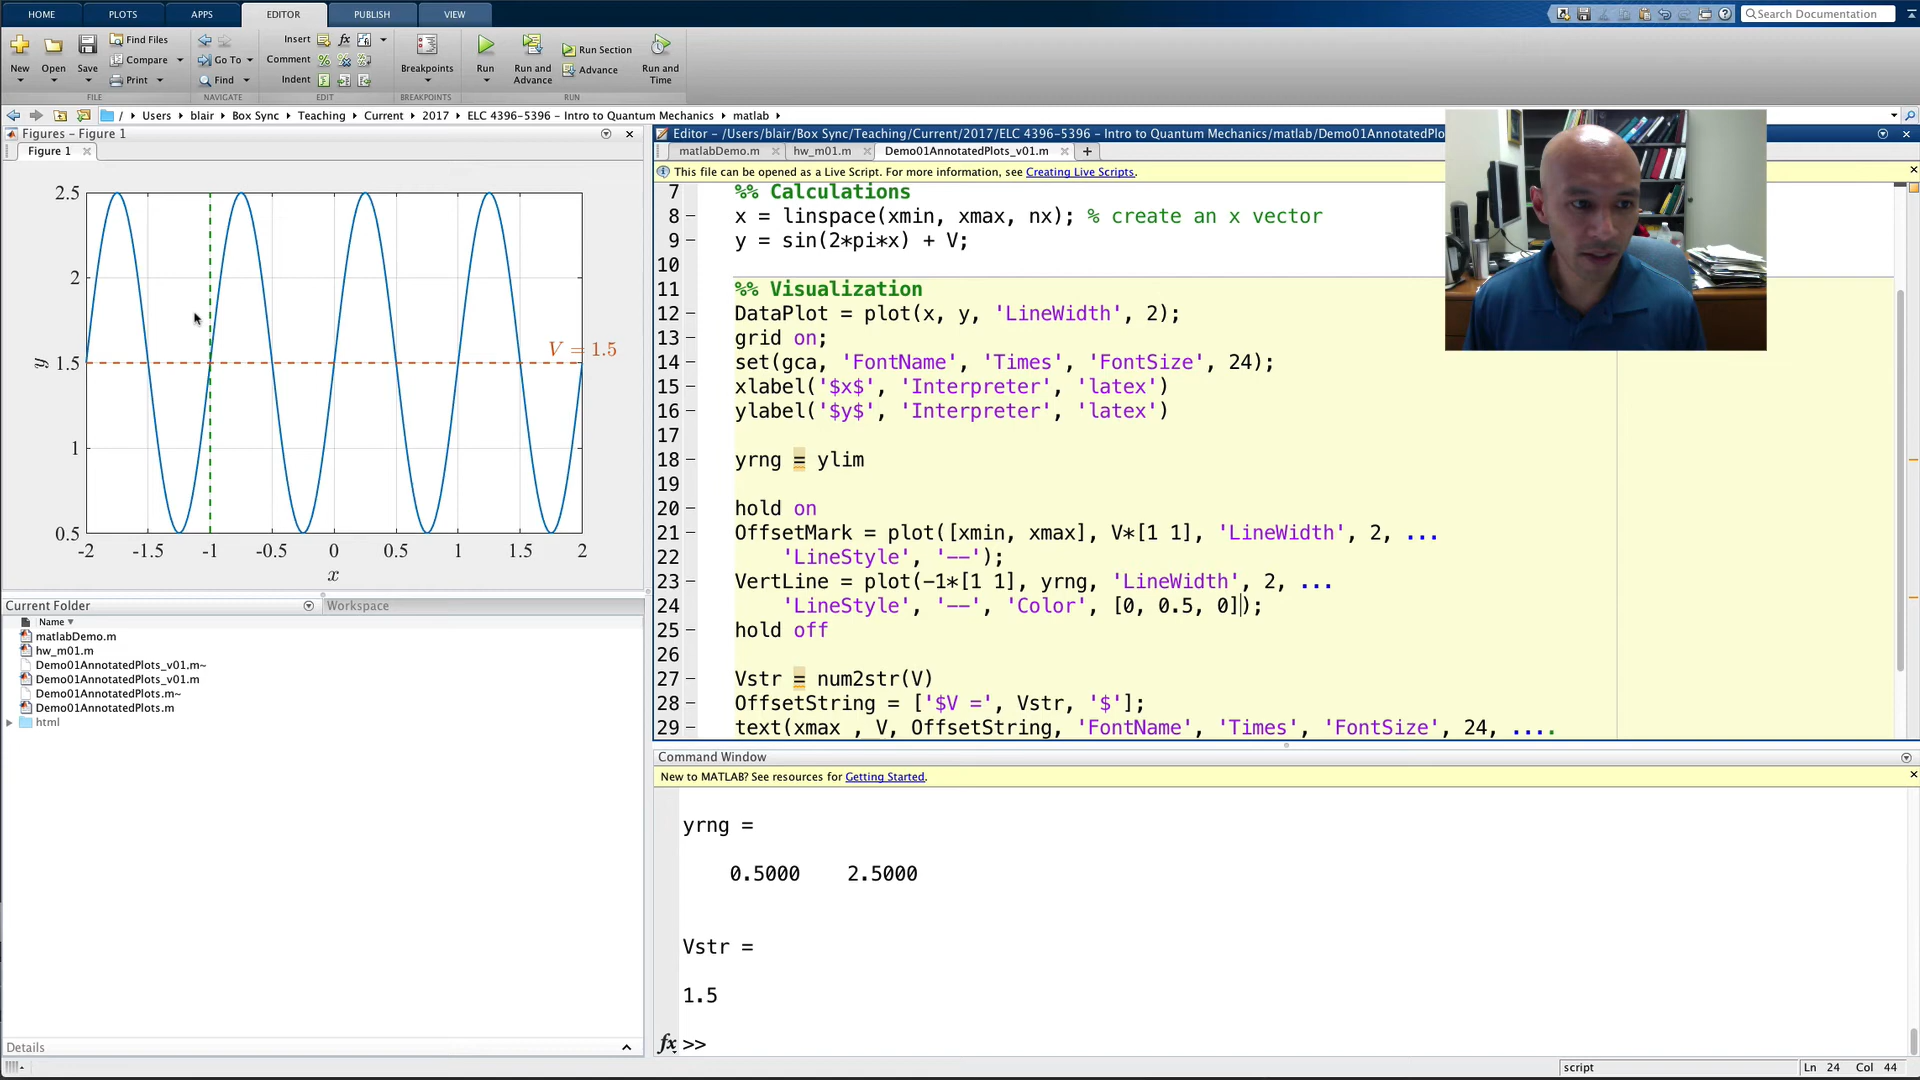 HOME PLOTS APPS EDITOR PUBLISH VIEW
Search Documentation
New Open Save Find Files Compare Print
Insert Comment Indent
Go To Find
Breakpoints Run Run and Advance Run Section Advance Run and Time
FILE NAVIGATE EDIT BREAKPOINTS RUN
/ Users blair Box Sync Teaching Current 2017 ELC 4396-5396 - Intro to Quantum Mechanics matlab
Figures - Figure 1
Figure 1
2.5
2
1.5
1
0.5
y
V = 1.5
-2 -1.5 -1 -0.5 0 0.5 1 1.5 2
x
Current Folder Workspace
Name
matlabDemo.m
hw_m01.m
Demo01AnnotatedPlots_v01.m~
Demo01AnnotatedPlots_v01.m
Demo01AnnotatedPlots.m~
Demo01AnnotatedPlots.m
html
Details
Editor - /Users/blair/Box Sync/Teaching/Current/2017/ELC 4396-5396 - Intro to Quantum Mechanics/matlab/Demo01AnnotatedPlo
matlabDemo.m hw_m01.m Demo01AnnotatedPlots_v01.m +
This file can be opened as a Live Script. For more information, see Creating Live Scripts.
7 %% Calculations
8 x = linspace(xmin, xmax, nx); % create an x vector
9 y = sin(2*pi*x) + V;
10
11 %% Visualization
12 DataPlot = plot(x, y, 'LineWidth', 2);
13 grid on;
14 set(gca, 'FontName', 'Times', 'FontSize', 24);
15 xlabel('$x$', 'Interpreter', 'latex')
16 ylabel('$y$', 'Interpreter', 'latex')
17
18 yrng = ylim
19
20 hold on
21 OffsetMark = plot([xmin, xmax], V*[1 1], 'LineWidth', 2, ...
22 'LineStyle', '--');
23 VertLine = plot(-1*[1 1], yrng, 'LineWidth', 2, ...
24 'LineStyle', '--', 'Color', [0, 0.5, 0]);
25 hold off
26
27 Vstr = num2str(V)
28 OffsetString = ['$V =', Vstr, '$'];
29 text(xmax , V, OffsetString, 'FontName', 'Times', 'FontSize', 24, ....
Command Window
New to MATLAB? See resources for Getting Started.
yrng =
0.5000 2.5000
Vstr =
1.5
fx >>
script Ln 24 Col 44